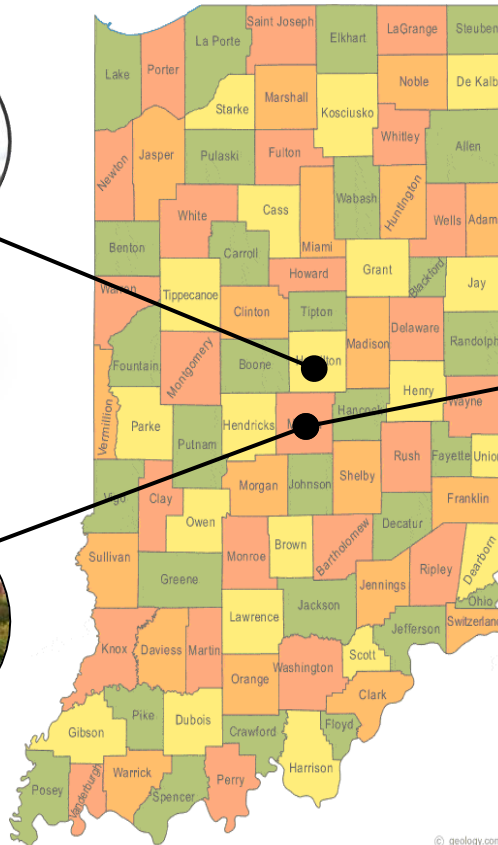 Saint Joseph
LaGrange
Steuben
Elkhart
La Porte
Porter
Lake
Noble
De Kalb
Marshall
Starke
Kosciusko
Whitley
Allen
Fulton
Jasper
Pulaski
Newton
Huntington
Wabash
Cass
White
Wells
Adam
Miami
Benton
Carroll
Grant
Howard
Blackford
Jay
Warren
Tippecanoe
Clinton
Tipton
Delaware
Randolph
Madison
Montgomery
Fountain
Boone
Henry
Wayne
Hancock
Vermillion
Parke
Hendricks
Putnam
Rush
Fayette
Union
Shelby
Morgan
Johnson
Vigo
Clay
Franklin
Owen
Decatur
Bartholomew
Brown
Monroe
Dearborn
Sullivan
Ripley
Greene
Jennings
Ohio
Jackson
Lawrence
Switzerland
Jefferson
Knox
Daviess
Martin
Scott
Washington
Orange
Clark
Pike
Dubois
Floyd
Crawford
Gibson
Harrison
Warrick
Perry
Vanderburgh
Posey
Spencer
© geology.com